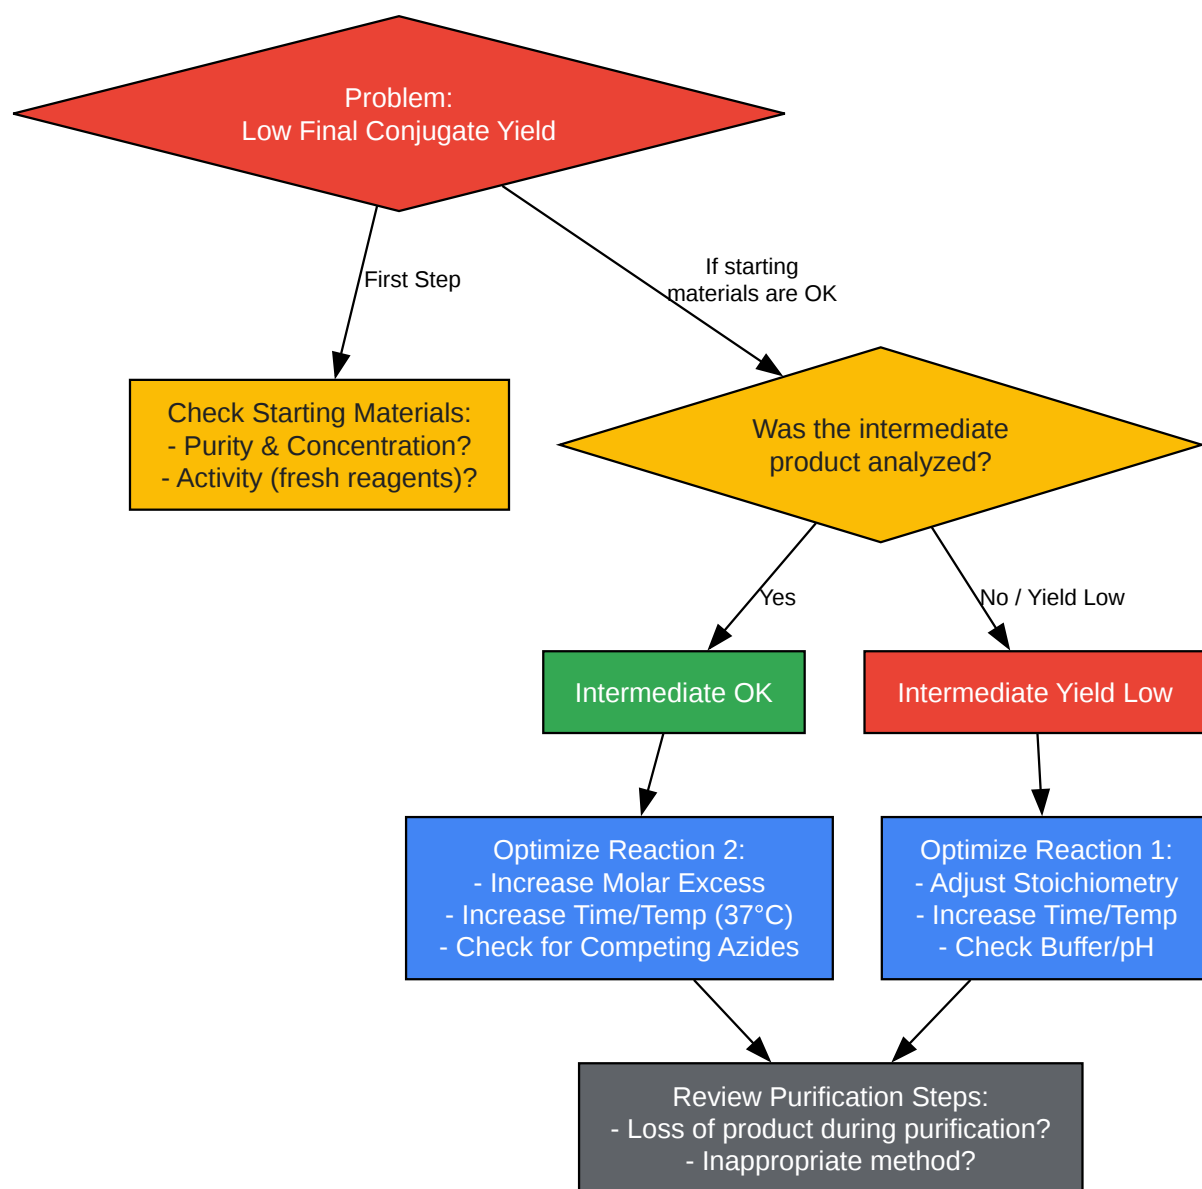 Problem:
Low Final Conjugate Yield
First Step
If starting
materials are OK
Check Starting Materials:
- Purity & Concentration?
- Activity (fresh reagents)?
Was the intermediate
product analyzed?
Yes
No / Yield Low
Intermediate OK
Intermediate Yield Low
Optimize Reaction 2:
- Increase Molar Excess
- Increase Time/Temp (37°C)
- Check for Competing Azides
Optimize Reaction 1:
- Adjust Stoichiometry
- Increase Time/Temp
- Check Buffer/pH
Review Purification Steps:
- Loss of product during purification?
- Inappropriate method?